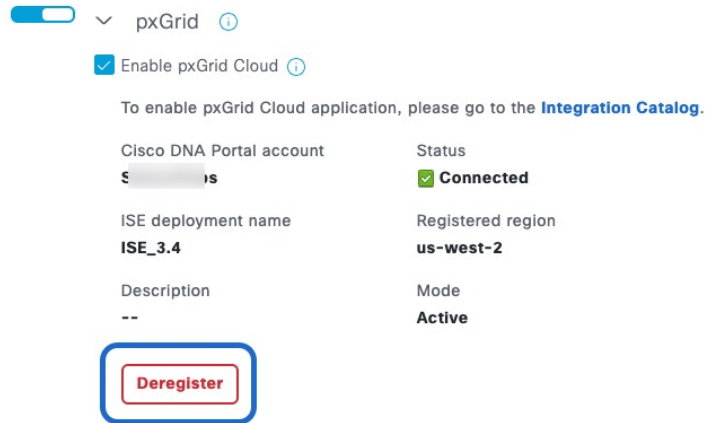 pxGrid
Enable pxGrid Cloud
To enable pxGrid Cloud application, please go to the Integration Catalog.
Cisco DNA Portal account
Status
Connected
ISE deployment name
Registered region
ISE_3.4
us-west-2
Description
Mode
--
Active
Deregister